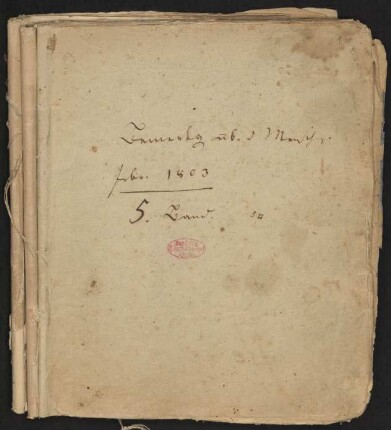 Bemerkg üb. d Mensch.
Febr. 1803
5. Band.